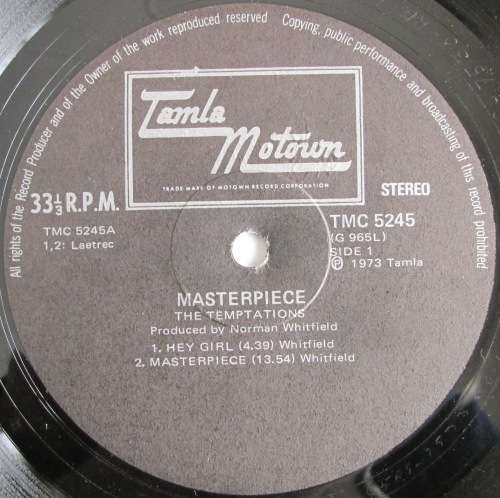 All rights of the Record Producer and of the Owner of the work reproduced reserved
Copying, public performance and broadcasting of this record prohibited
Tamla
Motown
TRADE MARK OF MOTOWN RECORD CORPORATION
33⅓ R.P.M.
STEREO
TMC 5245A
1,2: Laetrec
TMC 5245
(G 965L)
SIDE 1
℗ 1973 Tamla
MASTERPIECE
THE TEMPTATIONS
Produced by Norman Whitfield
1. HEY GIRL (4.39) Whitfield
2. MASTERPIECE (13.54) Whitfield